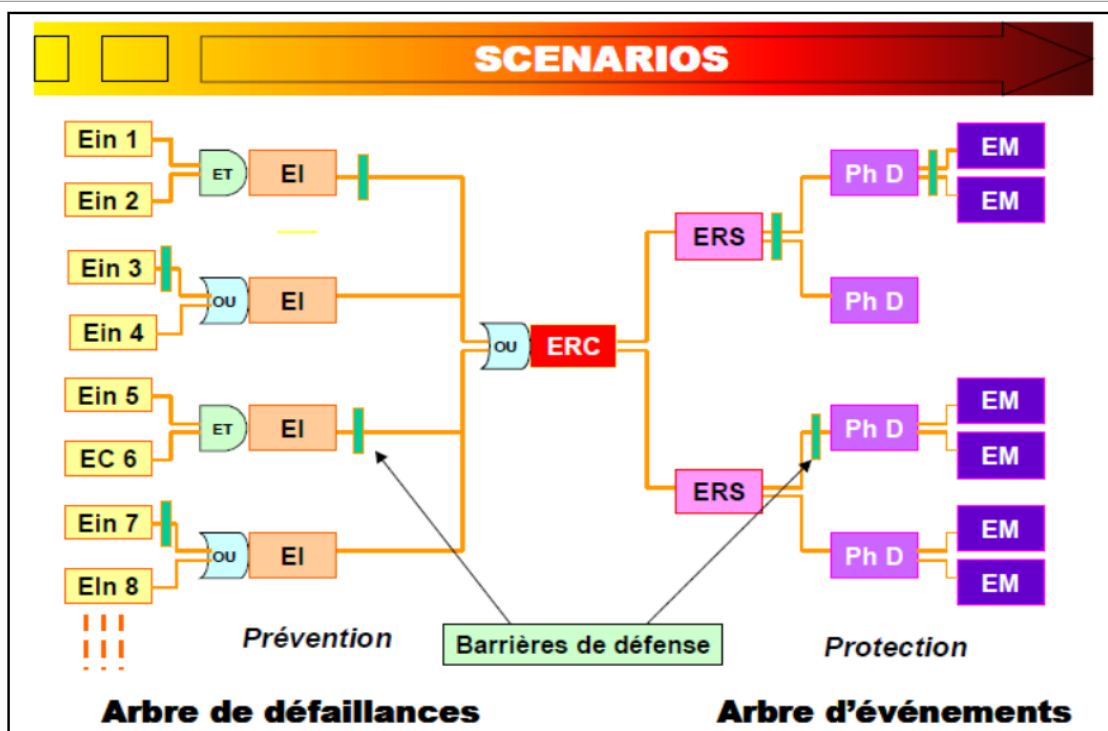 SCENARIOS
Ein 1
ET
EI
Ein 2
Ein 3
OU
EI
Ein 4
Ein 5
ET
EI
EC 6
Ein 7
OU
EI
EIn 8
OU
ERC
ERS
ERS
Ph D
Ph D
Ph D
Ph D
EM
EM
EM
EM
EM
EM
Prévention
Barrières de défense
Protection
Arbre de défaillances
Arbre d'événements